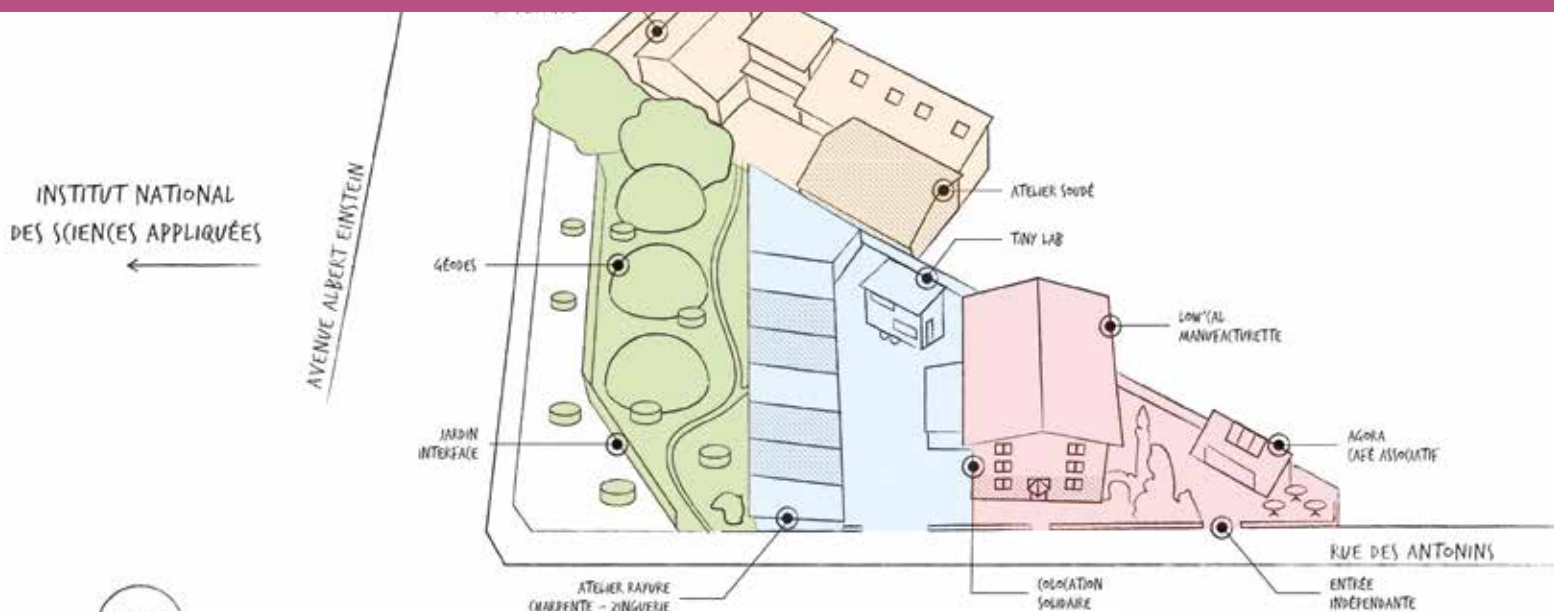 INSTITUT NATIONAL
DES SCIENCES APPLIQUÉES
AVENUE ALBERT EINSTEIN
GÉODES
JARDIN
INTERFACE
ATELIER SOUDÉ
TINY LAB
LOW'CAL
MANUFACTURETTE
AGORA
CAFÉ ASSOCIATIF
RUE DES ANTONINS
ATELIER RAPURE
CHARPENTE – ZINGUERIE
COLOCATION
SOLIDAIRE
ENTRÉE
INDÉPENDANTE